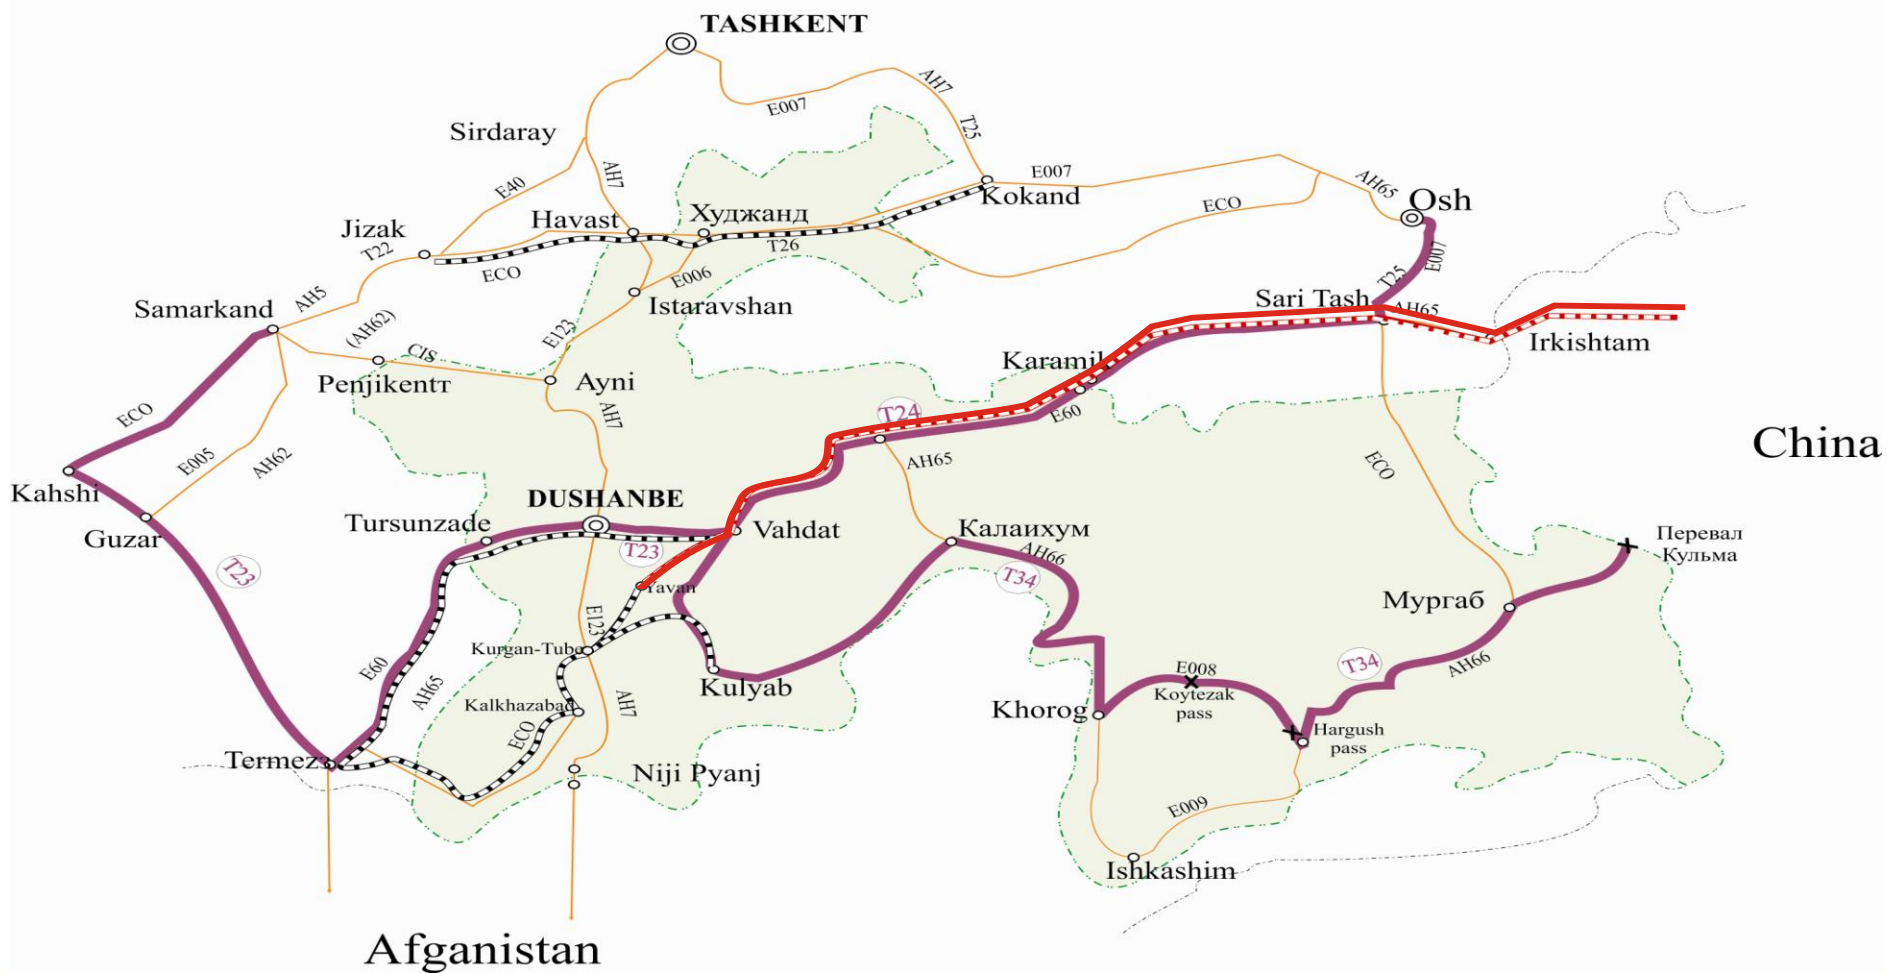 TASHKENT
AH7
E007
T25
Sirdaray
E40
AH7
E007
AH65
Kokand
Osh
ECO
Jizak
T22
Havast
Худжанд
T26
ECO
E006
Istaravshan
E007
T25
Sari Tash
AH65
Irkishtam
Samarkand
AH5
(AH62)
CIS
Penjikentт
E123
Ayni
AH7
Karamik
T24
E60
AH65
ECO
China
ECO
E005
AH62
Kahshi
Guzar
T23
DUSHANBE
Tursunzade
T23
Vahdat
Yavan
Калаихум
AH66
T34
Перевал
Кульма
Мургаб
T34
AH66
E60
AH65
E123
Kurgan-Tube
Kulyab
Kalkhazabad
ECO
AH7
Khorog
E008
Koytezak
pass
Hargush
pass
Termez
Niji Pyanj
E009
Ishkashim
Afganistan